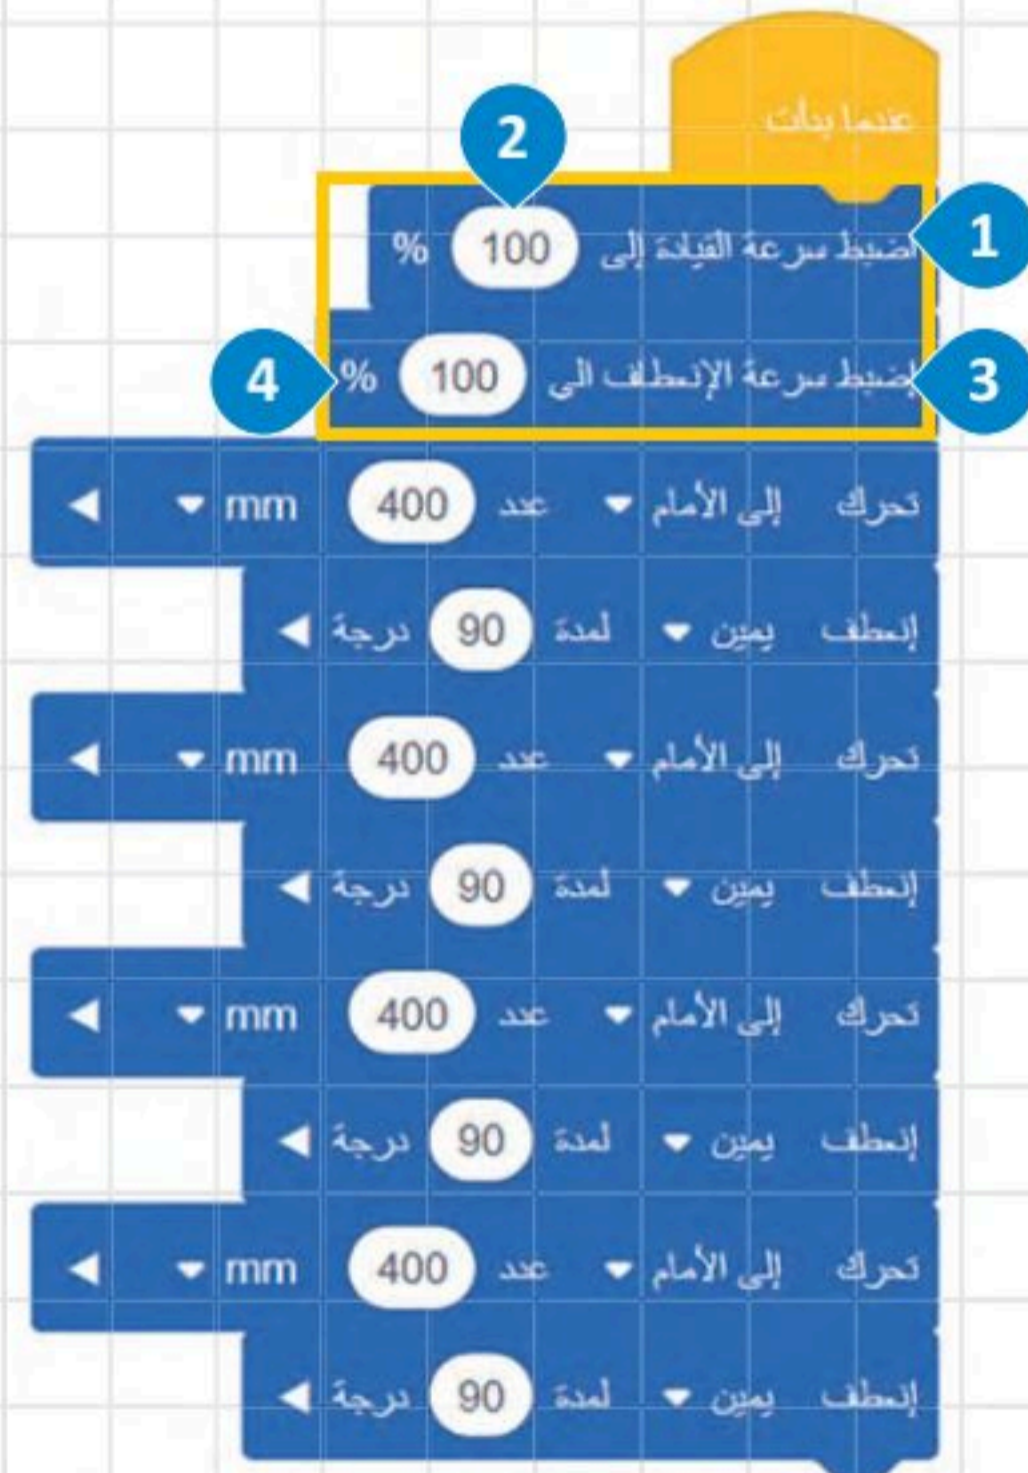 عندما بدأت
2
اضبط سرعة القيادة إلى 100 %
1
إضبط سرعة الإنعطاف الى 100 %
3
4
تحرك إلى الأمام عدد 400 mm
إنعطف يمين لمدة 90 درجة
تحرك إلى الأمام عدد 400 mm
إنعطف يمين لمدة 90 درجة
تحرك إلى الأمام عدد 400 mm
إنعطف يمين لمدة 90 درجة
تحرك إلى الأمام عدد 400 mm
إنعطف يمين لمدة 90 درجة